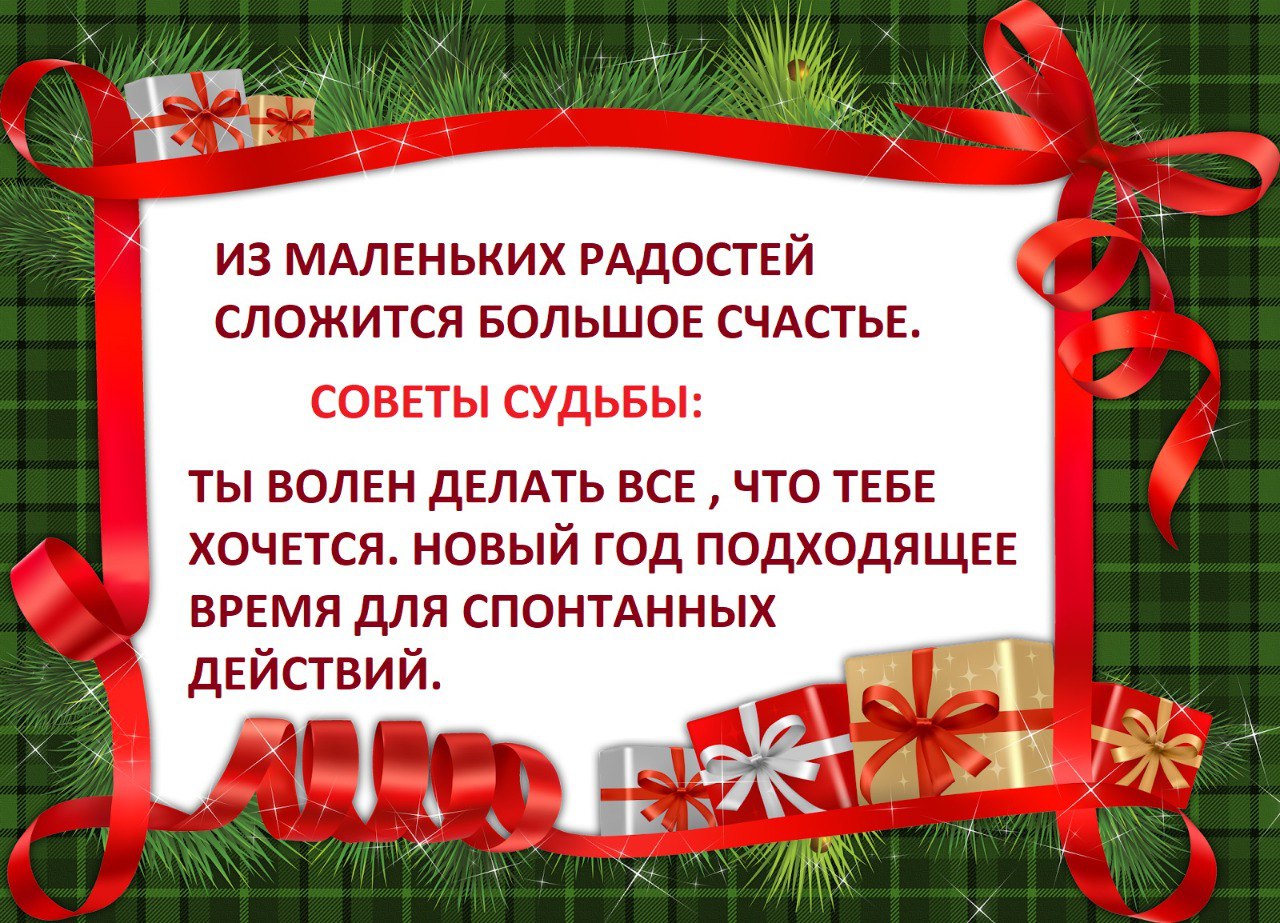 ИЗ МАЛЕНЬКИХ РАДОСТЕЙ
СЛОЖИТСЯ БОЛЬШОЕ СЧАСТЬЕ.
СОВЕТЫ СУДЬБЫ:
ТЫ ВОЛЕН ДЕЛАТЬ ВСЕ , ЧТО ТЕБЕ
ХОЧЕТСЯ. НОВЫЙ ГОД ПОДХОДЯЩЕЕ
ВРЕМЯ ДЛЯ СПОНТАННЫХ
ДЕЙСТВИЙ.